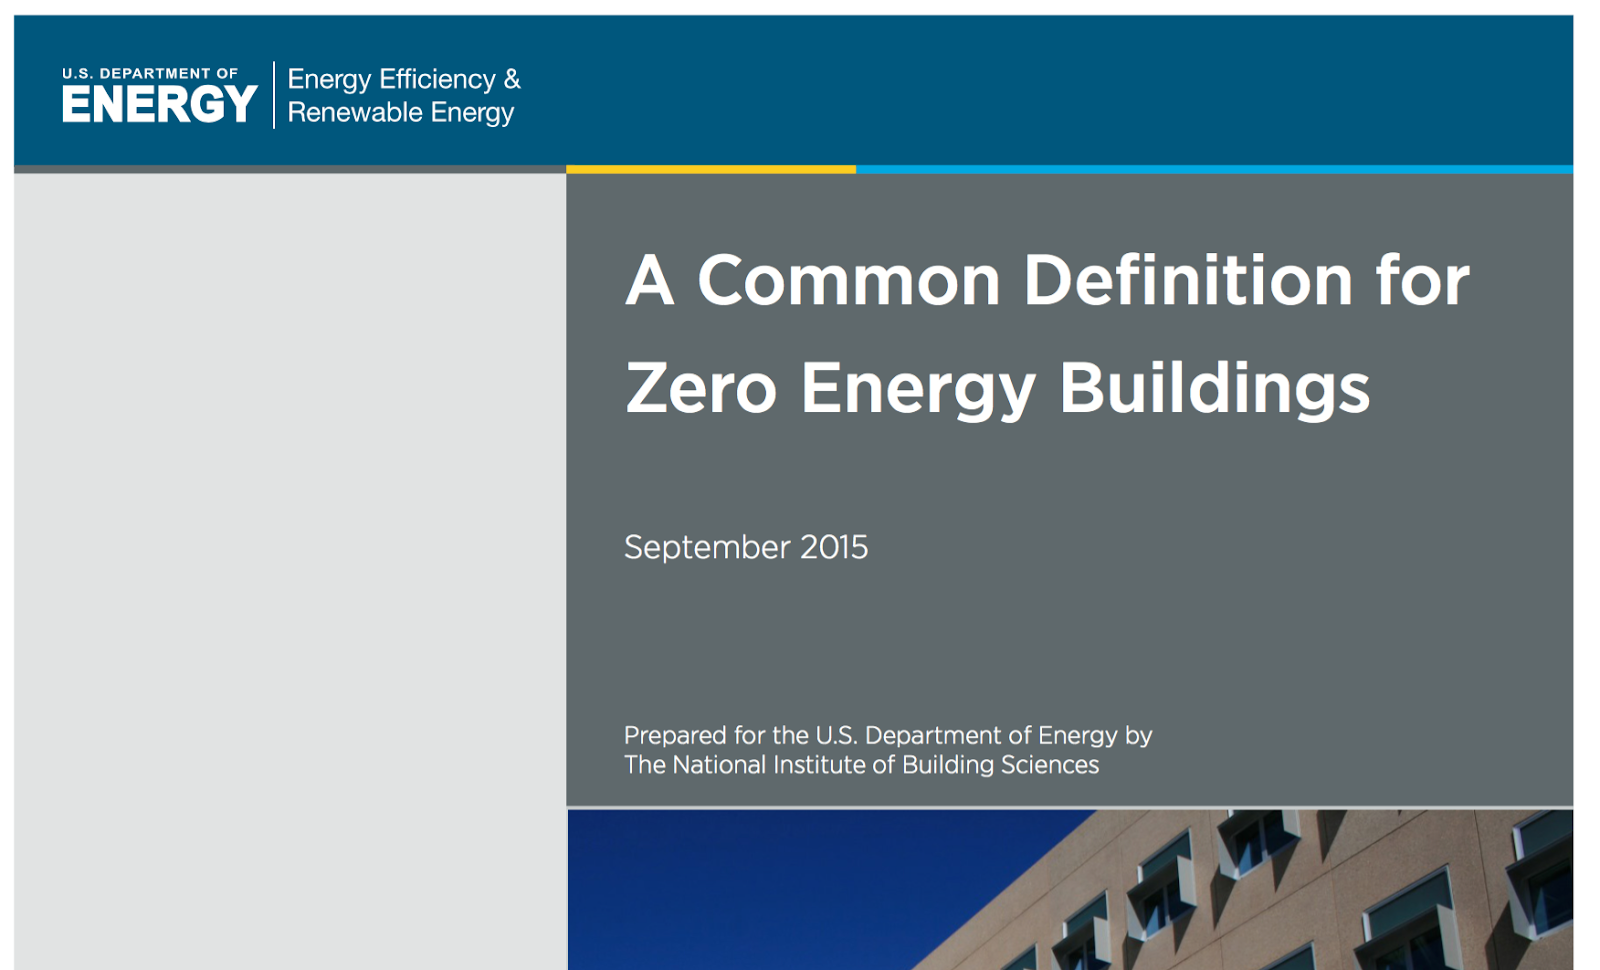 U.S. DEPARTMENT OF
ENERGY
Energy Efficiency &
Renewable Energy
A Common Definition for
Zero Energy Buildings
September 2015
Prepared for the U.S. Department of Energy by
The National Institute of Building Sciences